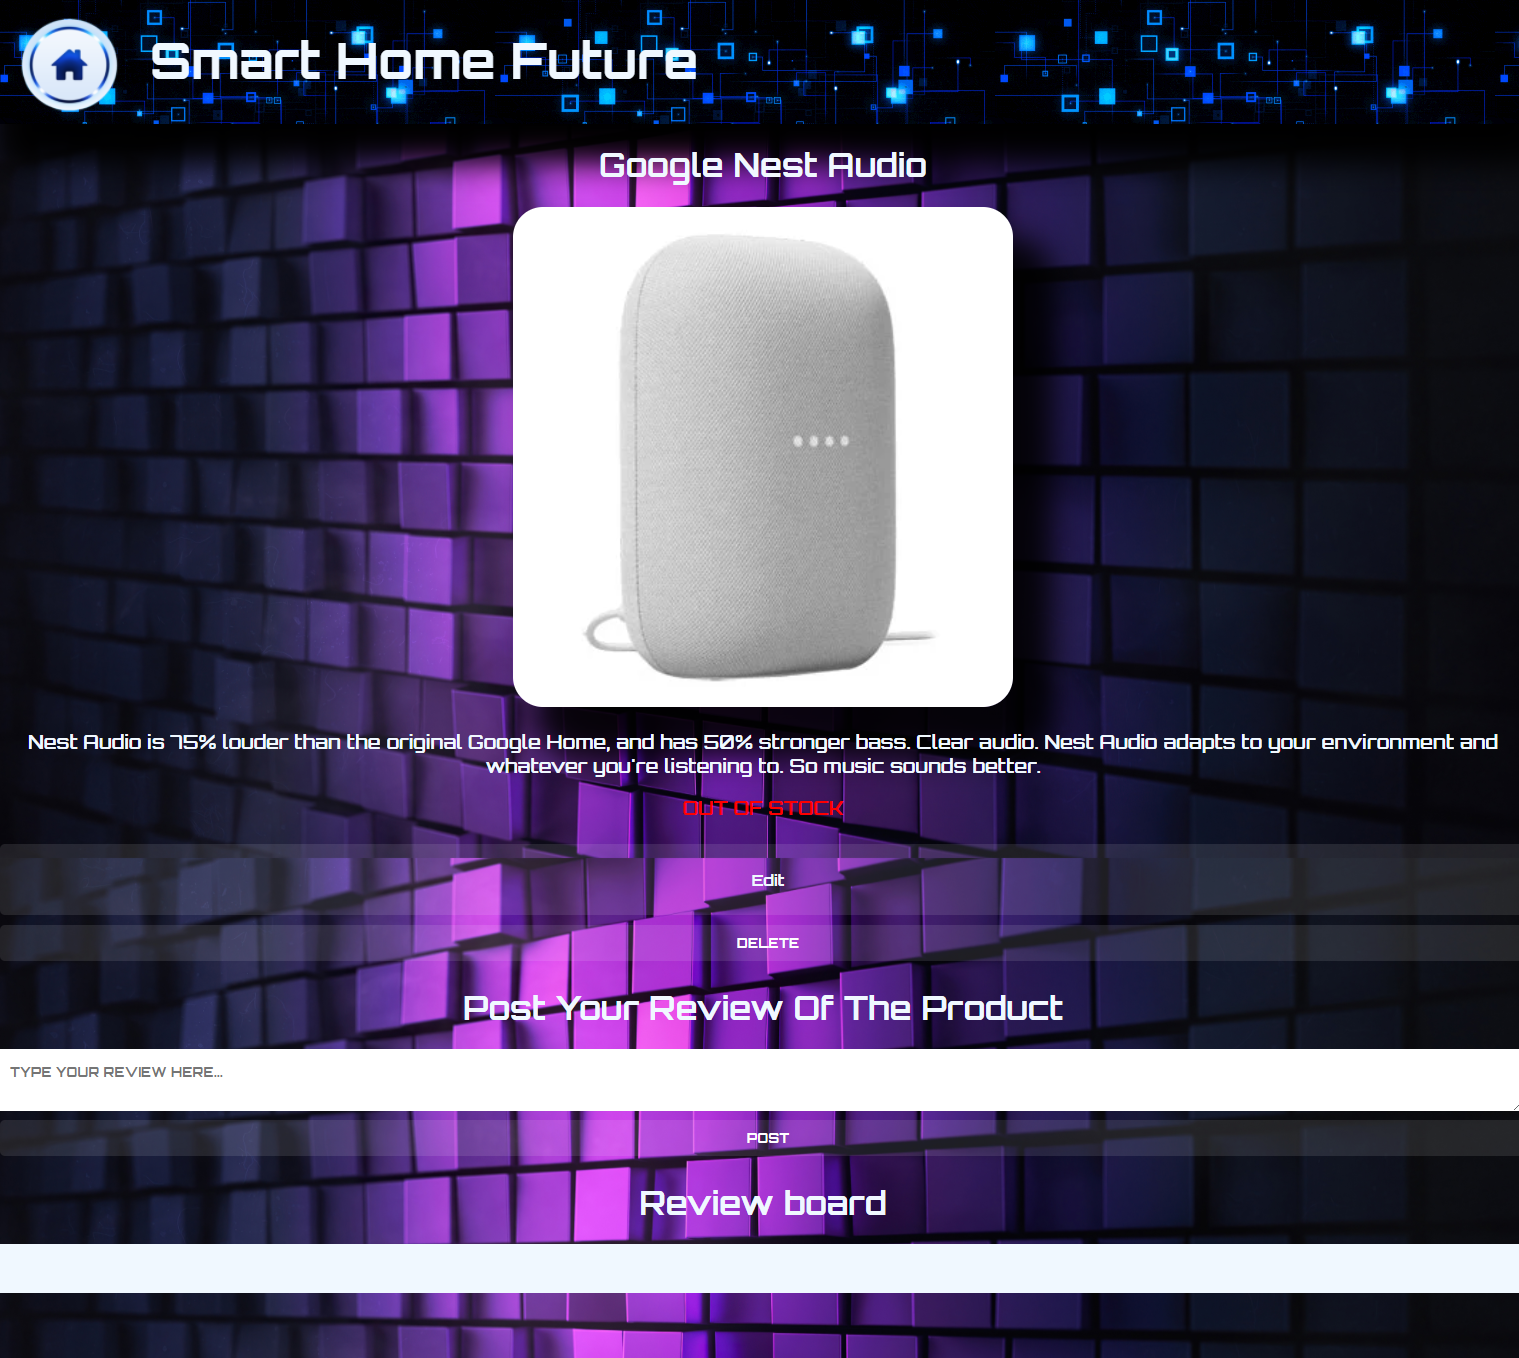 Smart Home Future
Google Nest Audio
Nest Audio is 75% louder than the original Google Home, and has 50% stronger bass. Clear audio. Nest Audio adapts to your environment and
whatever you're listening to. So music sounds better.
OUT OF STOCK
Edit
DELETE
Post Your Review Of The Product
TYPE YOUR REVIEW HERE...
POST
Review board